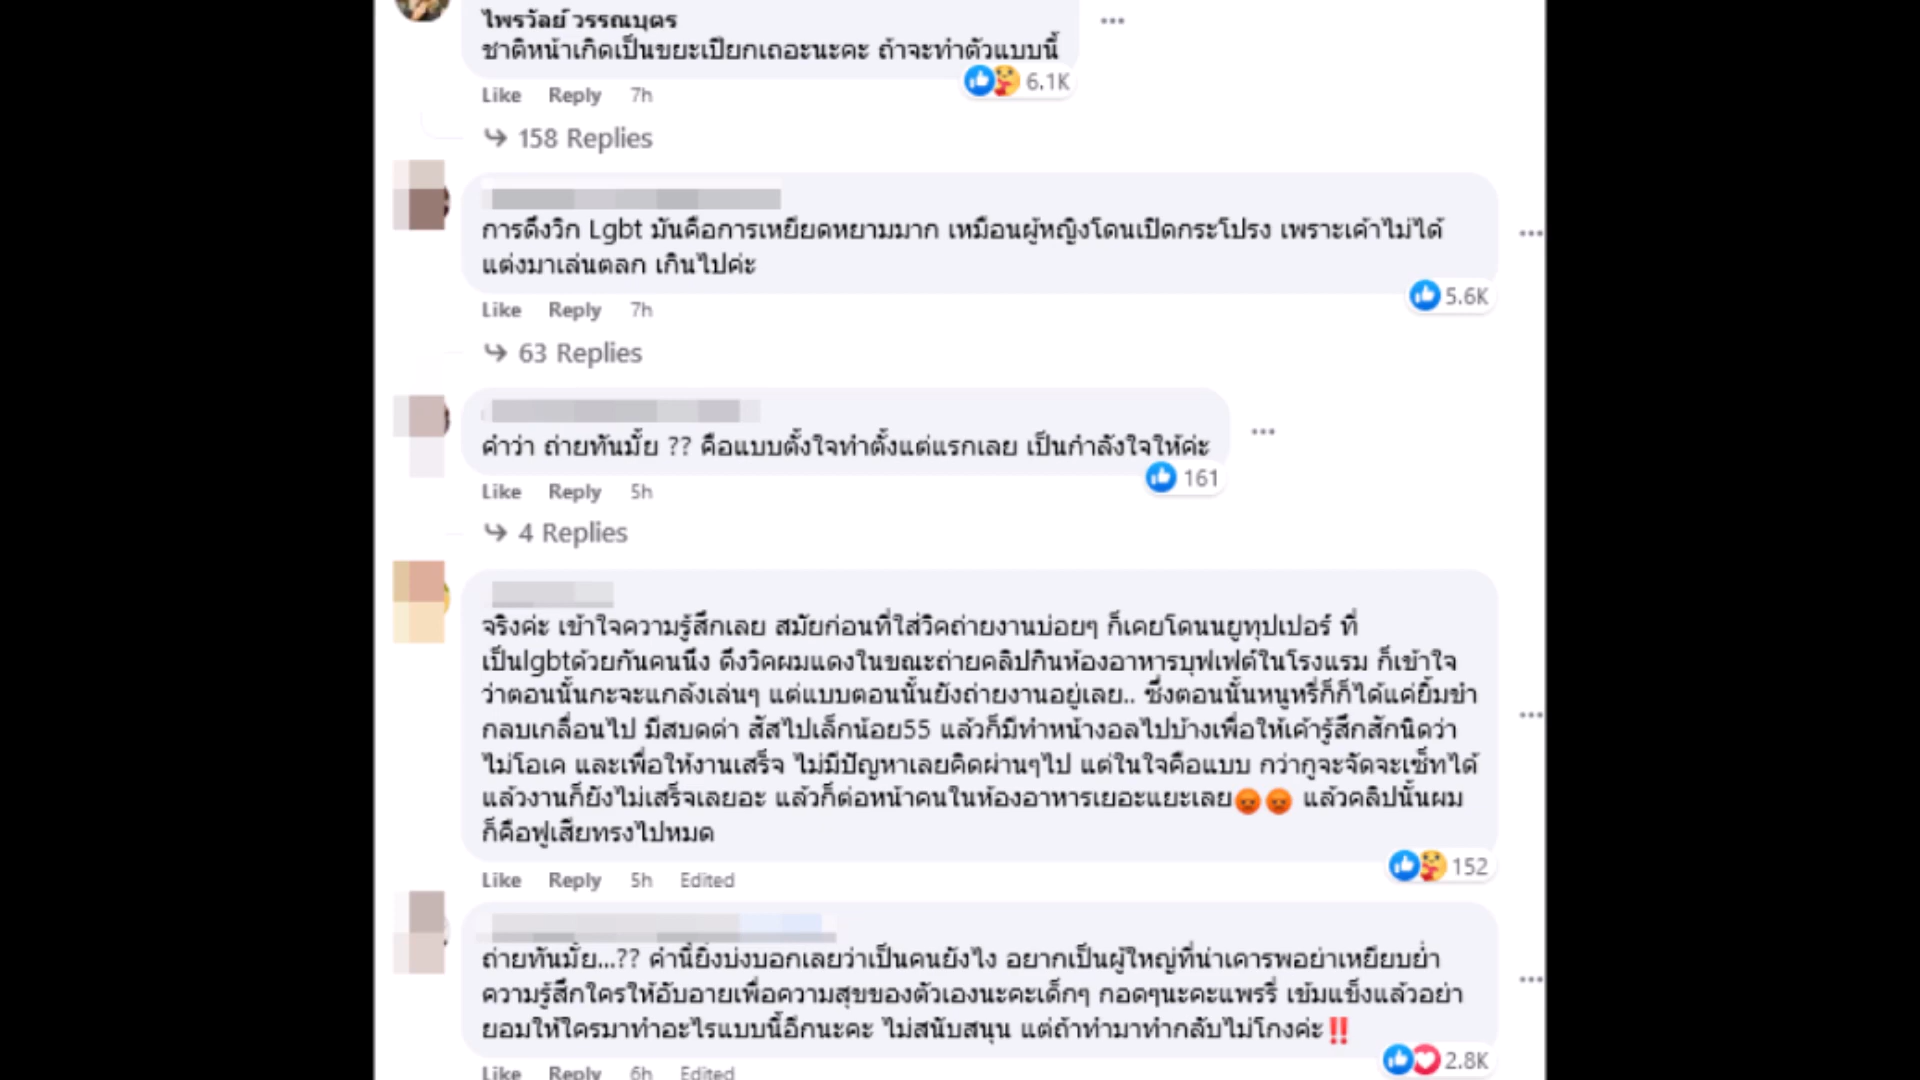 ไพรวัลย์ วรรณบุตร
ชาติหน้าเกิดเป็นขยะเปียกเถอะนะคะ ถ้าจะทำตัวแบบนี้
6.1K
Like Reply 7h
158 Replies
การดึงวิก Lgbt มันคือการเหยียดหยามมาก เหมือนผู้หญิงโดนเปิดกระโปรง เพราะเค้าไม่ได้
แต่งมาเล่นตลก เกินไปค่ะ
5.6K
Like Reply 7h
63 Replies
คำว่า ถ่ายทันมั้ย ?? คือแบบตั้งใจทำตั้งแต่แรกเลย เป็นกำลังใจให้ค่ะ
161
Like Reply 5h
4 Replies
จริงค่ะ เข้าใจความรู้สึกเลย สมัยก่อนที่ใส่วิคถ่ายงานบ่อยๆ ก็เคยโดนนยูทุปเปอร์ ที่
เป็นlgbtด้วยกันคนนึง ดึงวิคผมแดงในขณะถ่ายคลิปกินห้องอาหารบุฟเฟต์ในโรงแรม ก็เข้าใจ
ว่าตอนนั้นกะจะแกล้งเล่นๆ แต่แบบตอนนั้นยังถ่ายงานอยู่เลย.. ซึ่งตอนนั้นหนูหรี่ก็ก็ได้แค่ยิ้มขำ
กลบเกลื่อนไป มีสบดด่า สัสไปเล็กน้อย55 แล้วก็มีทำหน้างอลไปบ้างเพื่อให้เค้ารู้สึกสักนิดว่า
ไม่โอเค และเพื่อให้งานเสร็จ ไม่มีปัญหาเลยคิดผ่านๆไป แต่ในใจคือแบบ กว่ากูจะจัดจะเซ็ทได้
แล้วงานก็ยังไม่เสร็จเลยอะ แล้วก็ต่อหน้าคนในห้องอาหารเยอะแยะเลย😡😡 แล้วคลิปนั้นผม
ก็คือฟูเสียทรงไปหมด
152
Like Reply 5h Edited
ถ่ายทันมั้ย...?? คำนี้ยิ่งบ่งบอกเลยว่าเป็นคนยังไง อยากเป็นผู้ใหญ่ที่น่าเคารพอย่าเหยียบย่ำ
ความรู้สึกใครให้อับอายเพื่อความสุขของตัวเองนะคะเด็กๆ กอดๆนะคะแพรรี่ เข้มแข็งแล้วอย่า
ยอมให้ใครมาทำอะไรแบบนี้อีกนะคะ ไม่สนับสนุน แต่ถ้าทำมาทำกลับไม่โกงค่ะ‼️
2.8K
Like Reply 6h Edited